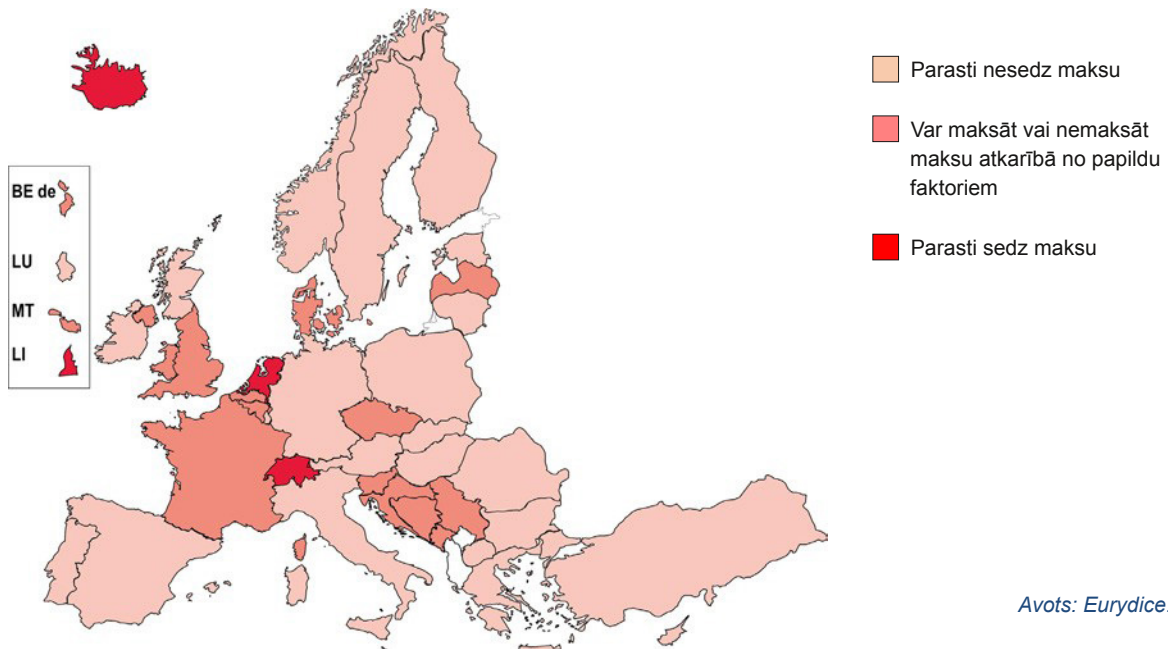 BE de
LU
MT
LI
Parasti nesedz maksu
Var maksāt vai nemaksāt
maksu atkarībā no papildu
faktoriem
Parasti sedz maksu
Avots: Eurydice.